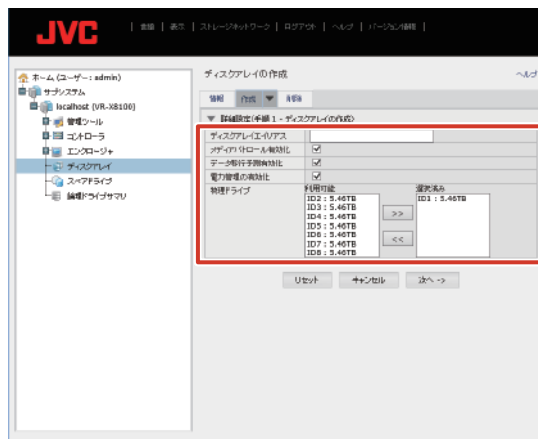 JVC
| 言語 | 表示 | ストレージネットワーク | ログアウト | ヘルプ | バージョン情報 |
ホーム (ユーザー: admin)
サブシステム
localhost [VR-X8100]
管理ツール
コントローラ
エンクロージャ
ディスクアレイ
スペアドライブ
論理ドライブサマリ
ディスクアレイの作成
ヘルプ
情報 作成 ▼ 削除
▼ 詳細設定(手順 1 - ディスクアレイの作成)
ディスクアレイエイリアス
メディアパトロール有効化
データ移行予測有効化
電力管理の有効化
物理ドライブ
利用可能
ID2 : 5.46TB
ID3 : 5.46TB
ID4 : 5.46TB
ID5 : 5.46TB
ID6 : 5.46TB
ID7 : 5.46TB
ID8 : 5.46TB
>>
<<
選択済み
ID1 : 5.46TB
リセット キャンセル 次へ ->